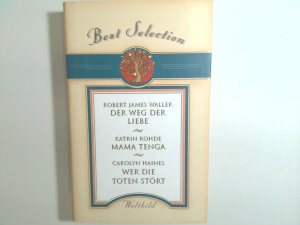 Best Selection
ROBERT JAMES WALLER
DER WEG DER
LIEBE
KATRIN ROHDE
MAMA TENGA
CAROLYN HAINES
WER DIE
TOTEN STÖRT
Weltbild